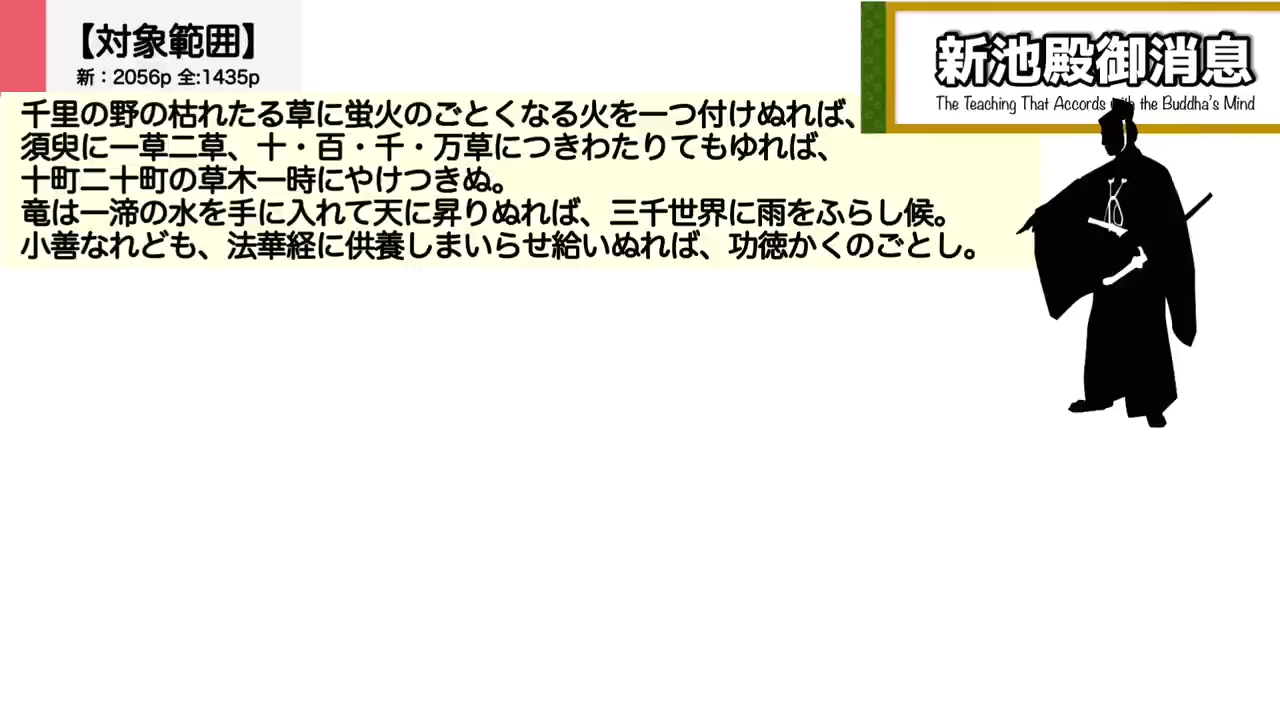 【対象範囲】
新：2056p 全:1435p
新池殿御消息
The Teaching That Accords with the Buddha's Mind
千里の野の枯れたる草に蛍火のごとくなる火を一つ付けぬれば、
須臾に一草二草、十・百・千・万草につきわたりてもゆれば、
十町二十町の草木一時にやけつきぬ。
竜は一渧の水を手に入れて天に昇りぬれば、三千世界に雨をふらし候。
小善なれども、法華経に供養しまいらせ給いぬれば、功徳かくのごとし。